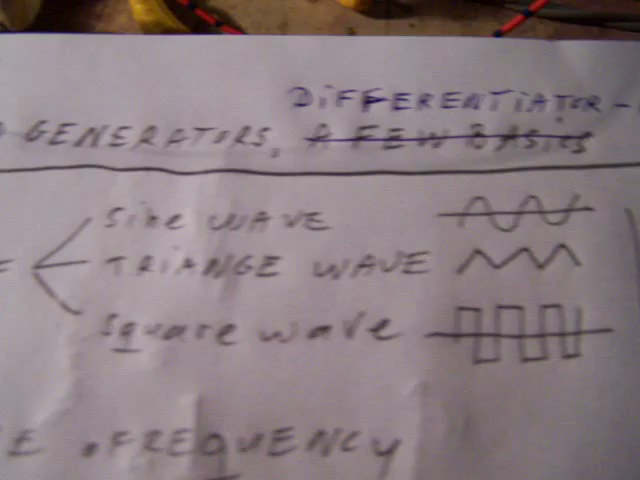 DiFFERENTiATOR -
GENERATORS, A FEW BASiCS
Sine WAVE
TRiANGE WAVE
Square wave
E . FREQUENCY